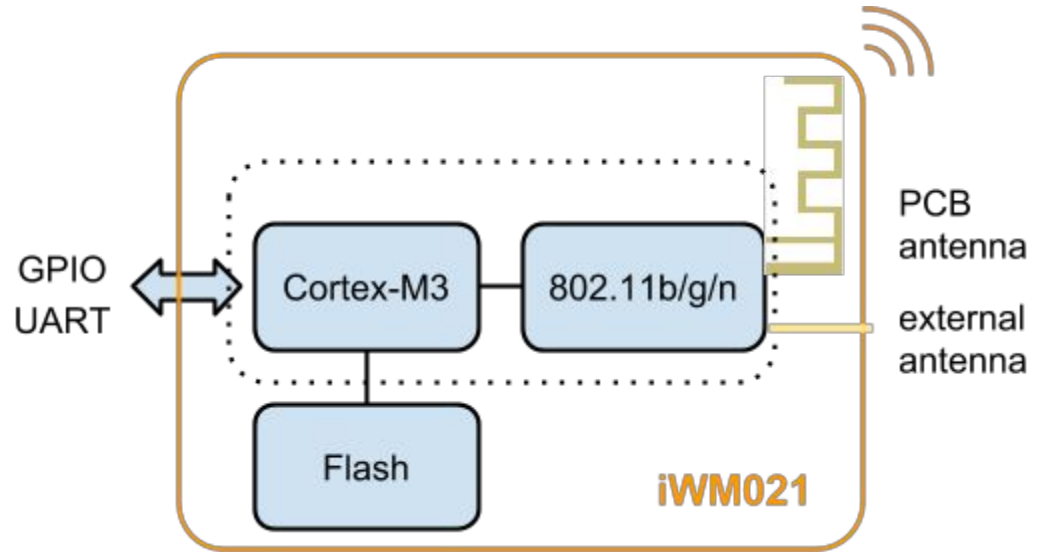 GPIO
UART
Cortex-M3
802.11b/g/n
Flash
PCB
antenna
external
antenna
iWM021